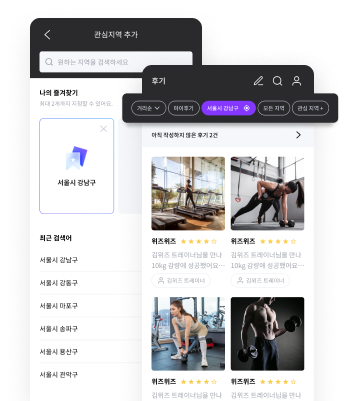 관심지역 추가
원하는 지역을 검색하세요
나의 즐겨찾기
최대 2개까지 지정할 수 있어요.
서울시 강남구
최근 검색어
서울시 강남구
서울시 강동구
서울시 마포구
서울시 송파구
서울시 용산구
서울시 관악구
후기
거리순
마이후기
서울시 강남구
모든 지역
관심 지역 +
아직 작성하지 않은 후기 2건
위즈위즈
김위즈 트레이너님을 만나
10kg 감량에 성공했어요…
김위즈 트레이너
위즈위즈
김위즈 트레이너님을 만나
10kg 감량에 성공했어요…
김위즈 트레이너
위즈위즈
김위즈 트레이너님을 만나
위즈위즈
김위즈 트레이너님을 만나